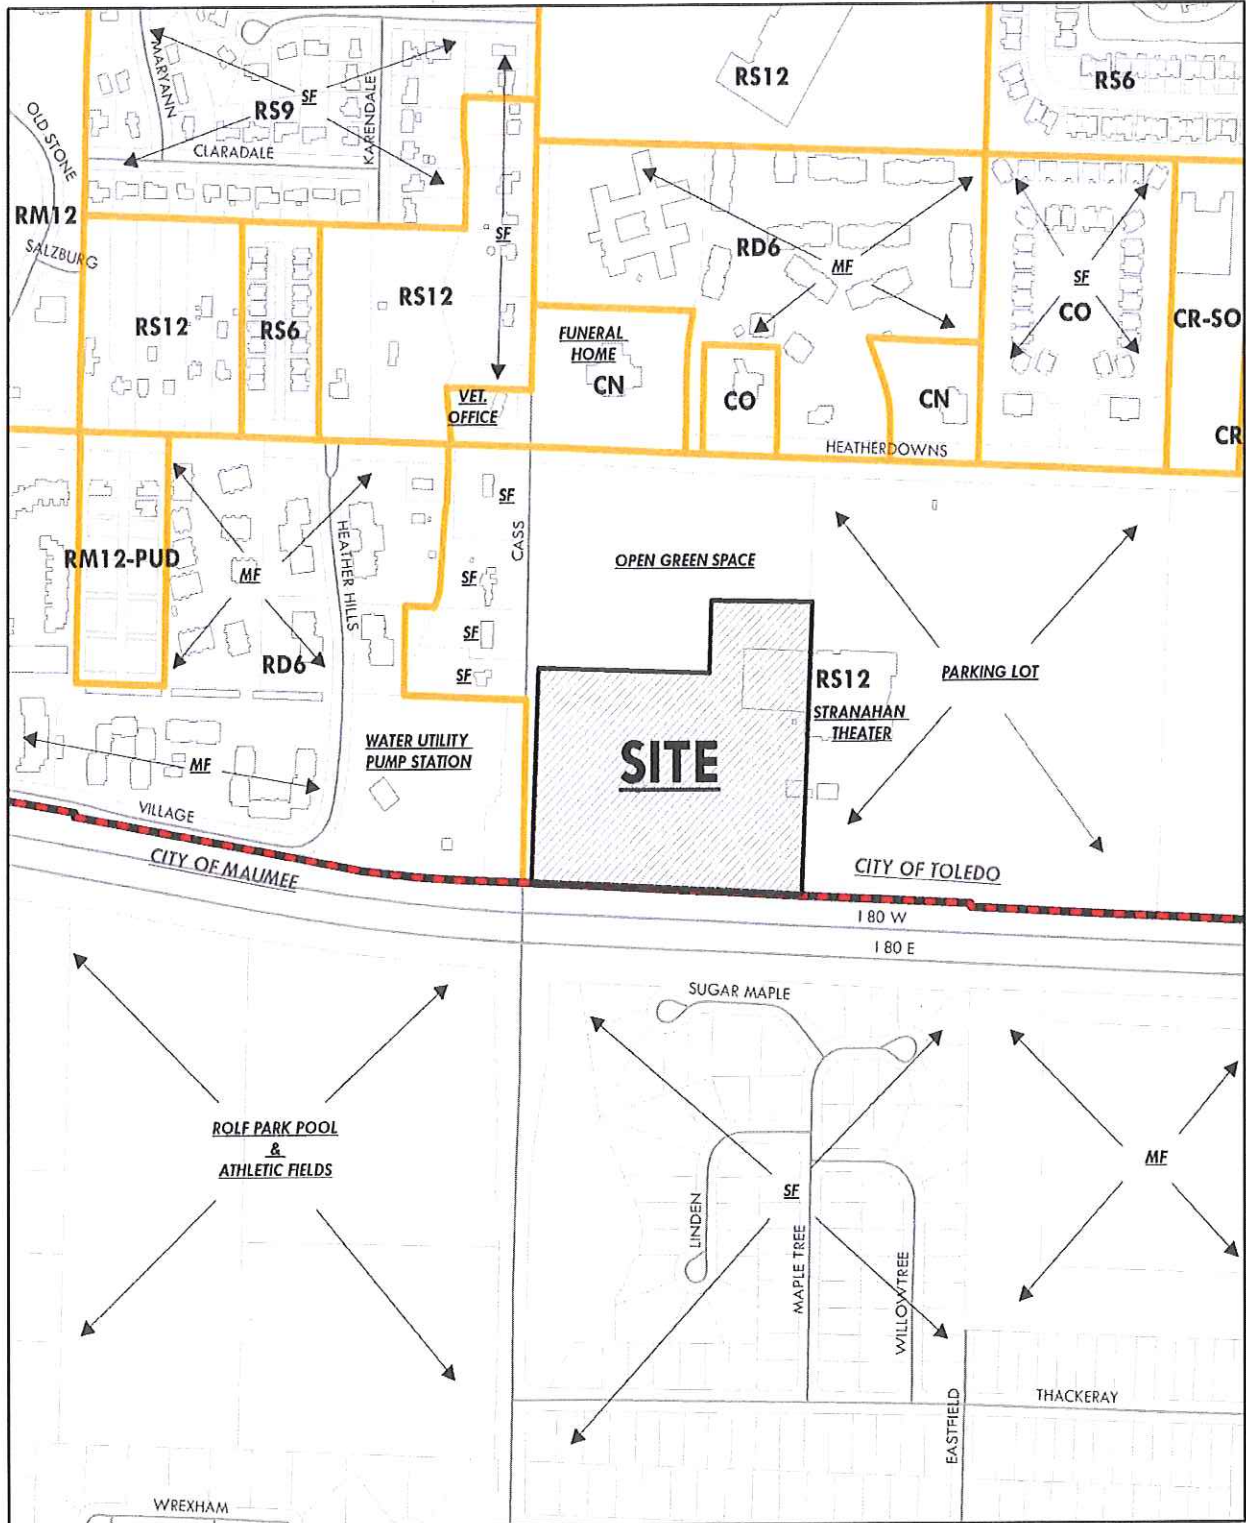 MARYANN
SF
RS9
KARENDALE
CLARADALE
OLD STONE
RM12
SALZBURG
RS12
RS6
RS12
SF
RS12
RS6
RD6
MF
SF
CO
CR-SO
CR
FUNERAL
HOME
CN
CO
CN
VET.
OFFICE
HEATHERDOWNS
RM12-PUD
MF
HEATHER HILLS
RD6
SF
SF
SF
SF
CASS
OPEN GREEN SPACE
RS12
STRANAHAN
THEATER
PARKING LOT
SITE
WATER UTILITY
PUMP STATION
MF
VILLAGE
CITY OF MAUMEE
CITY OF TOLEDO
I 80 W
I 80 E
SUGAR MAPLE
ROLF PARK POOL
&
ATHLETIC FIELDS
SF
MF
LINDEN
MAPLE TREE
WILLOWTREE
EASTFIELD
THACKERAY
WREXHAM